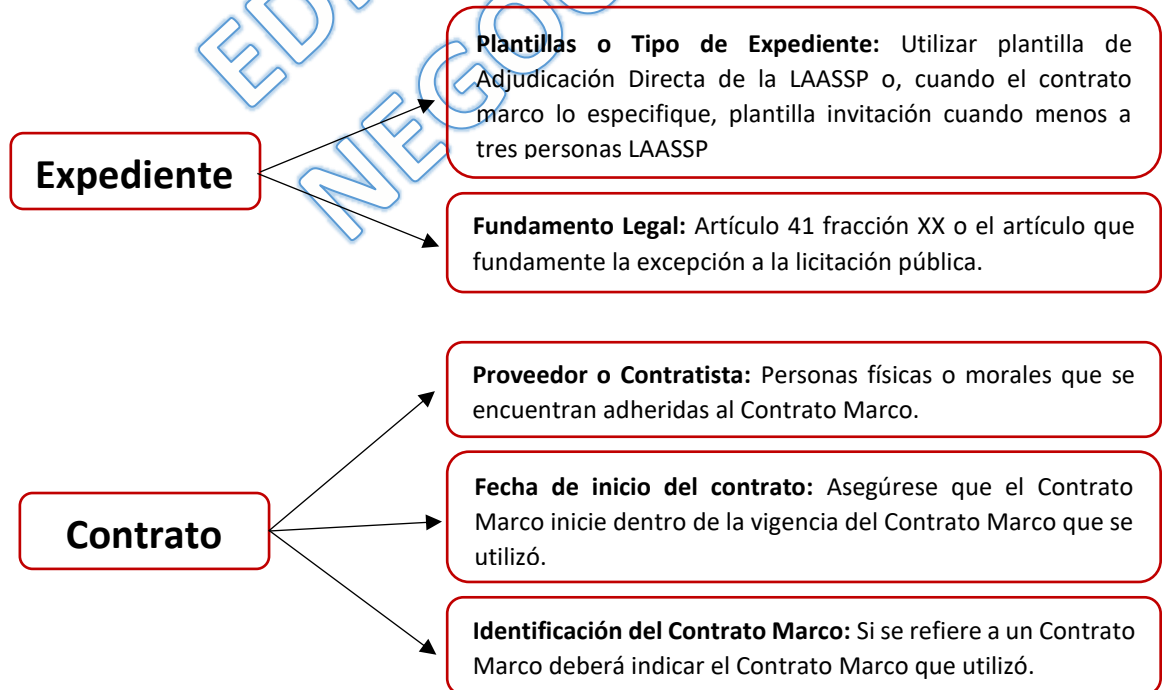 EDI
NEGOC
Plantillas o Tipo de Expediente: Utilizar plantilla de
Adjudicación Directa de la LAASSP o, cuando el contrato
marco lo especifique, plantilla invitación cuando menos a
tres personas LAASSP
Expediente
Fundamento Legal: Artículo 41 fracción XX o el artículo que
fundamente la excepción a la licitación pública.
Proveedor o Contratista: Personas físicas o morales que se
encuentran adheridas al Contrato Marco.
Fecha de inicio del contrato: Asegúrese que el Contrato
Marco inicie dentro de la vigencia del Contrato Marco que se
utilizó.
Contrato
Identificación del Contrato Marco: Si se refiere a un Contrato
Marco deberá indicar el Contrato Marco que utilizó.